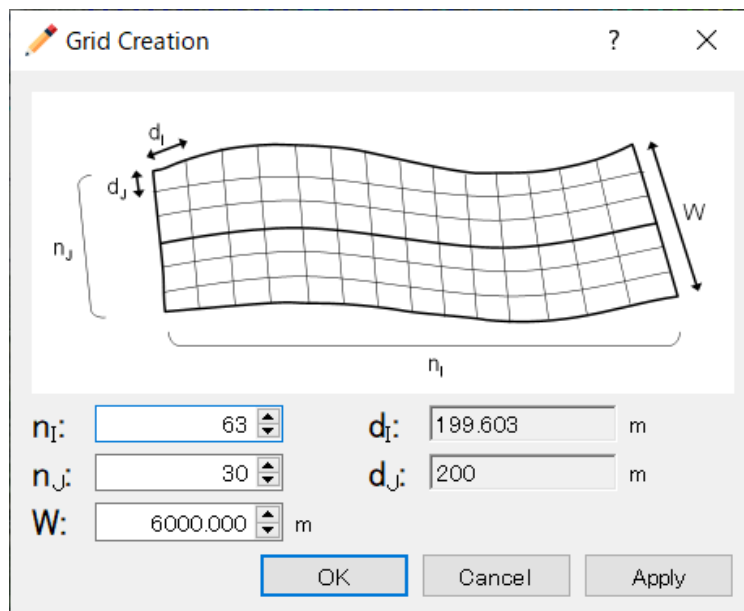 Grid Creation ?
dI
dJ
W
nJ
nI
nI: 63 dI: 199.603 m
nJ: 30 dJ: 200 m
W: 6000.000 m
OK Cancel Apply